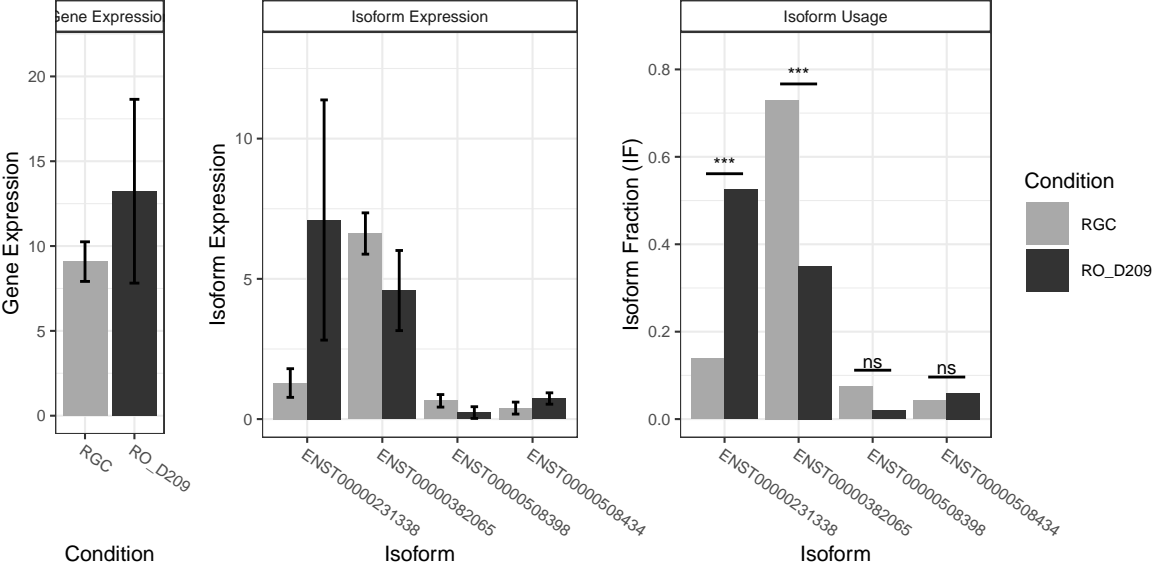 Gene Expression
Isoform Expression
Isoform Usage
Gene Expression
20
15
10
5
0
RGC
RO_D209
Condition
Isoform Expression
10
5
0
ENST00000231338
ENST00000382065
ENST00000508398
ENST00000508434
Isoform
Isoform Fraction (IF)
0.8
0.6
0.4
0.2
0.0
***
***
ns
ns
ENST00000231338
ENST00000382065
ENST00000508398
ENST00000508434
Isoform
Condition
RGC
RO_D209